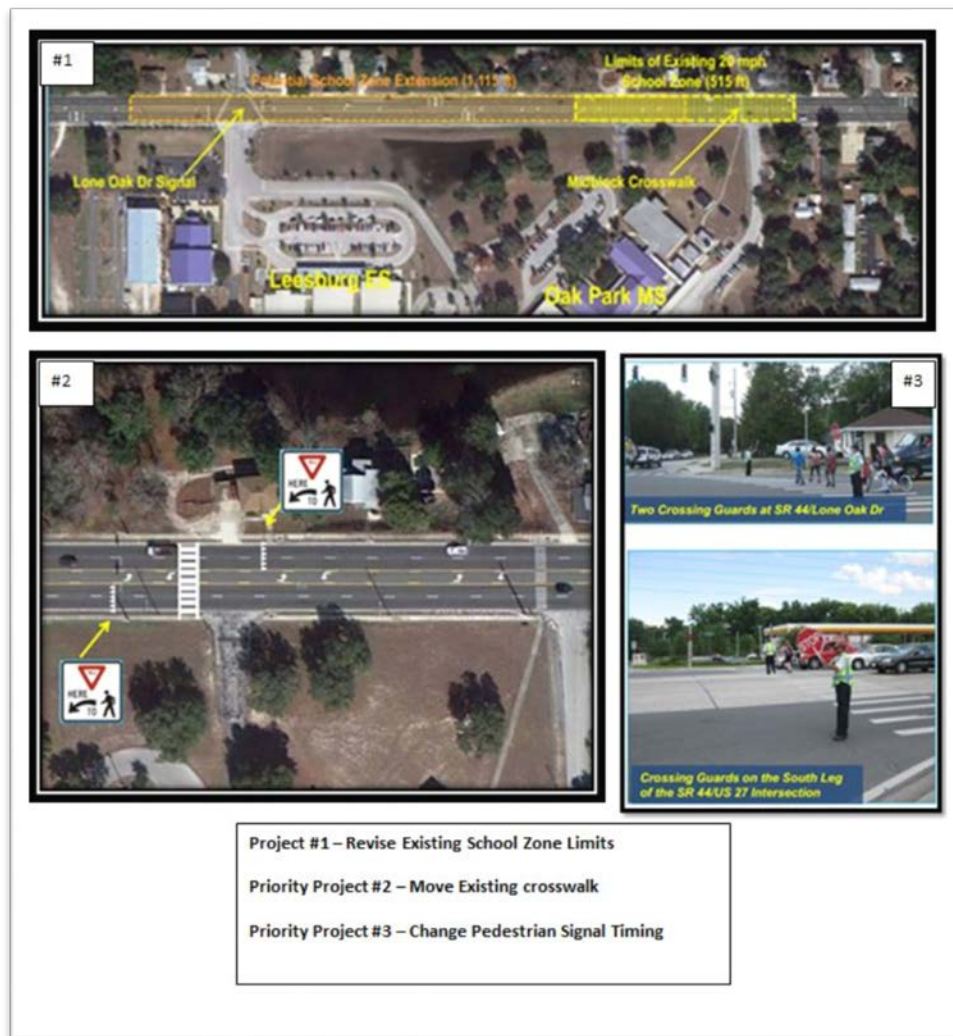 #1
Potential School Zone Extension (1,115 ft)
Limits of Existing 20 mph
School Zone (515 ft)
Lone Oak Dr Signal
Midblock Crosswalk
Leesburg ES
Oak Park MS
#2
HERE
TO
HERE
TO
#3
Two Crossing Guards at SR 44/Lone Oak Dr
STOP
Crossing Guards on the South Leg
of the SR 44/US 27 Intersection
Project #1 – Revise Existing School Zone Limits
Priority Project #2 – Move Existing crosswalk
Priority Project #3 – Change Pedestrian Signal Timing